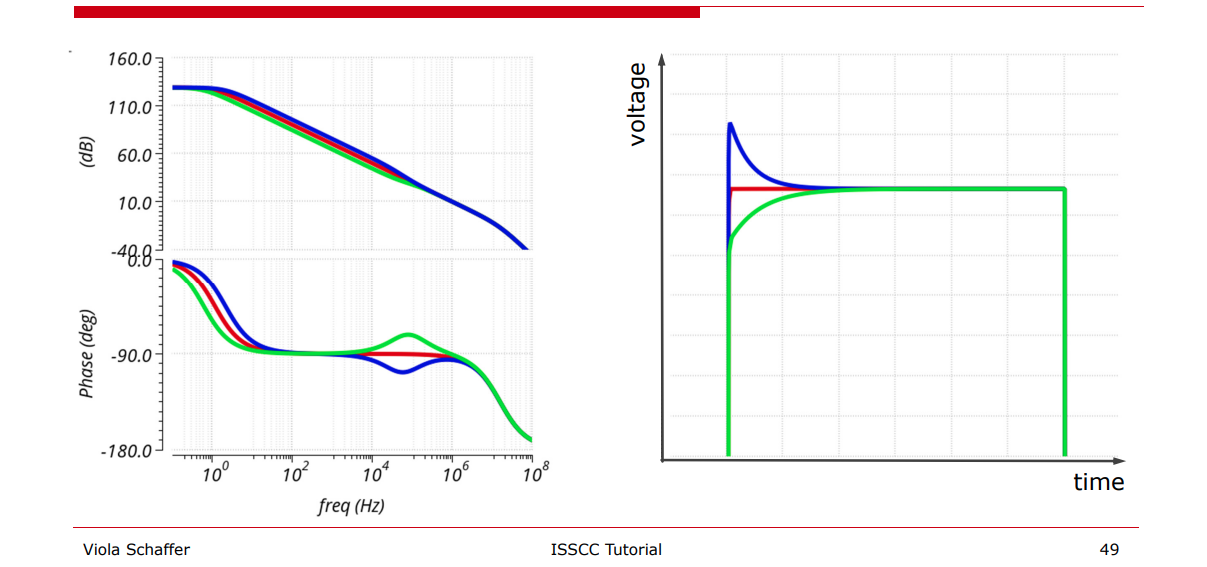 160.0
110.0
(dB)
60.0
10.0
-40.0
0.0
Phase (deg)
-90.0
-180.0
10^0 10^2 10^4 10^6 10^8
freq (Hz)
voltage
time
Viola Schaffer ISSCC Tutorial 49